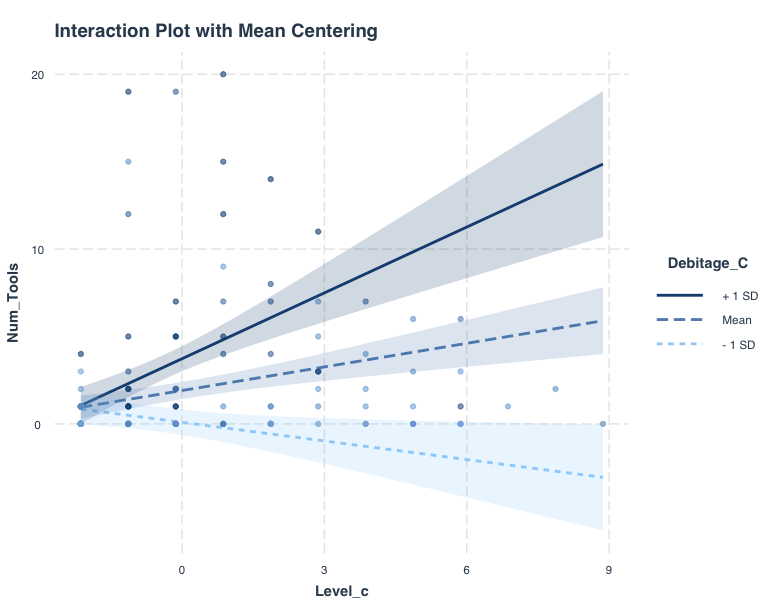 Interaction Plot with Mean Centering
20
10
0
Num_Tools
0 3 6 9
Level_c
Debitage_C
+ 1 SD
Mean
- 1 SD